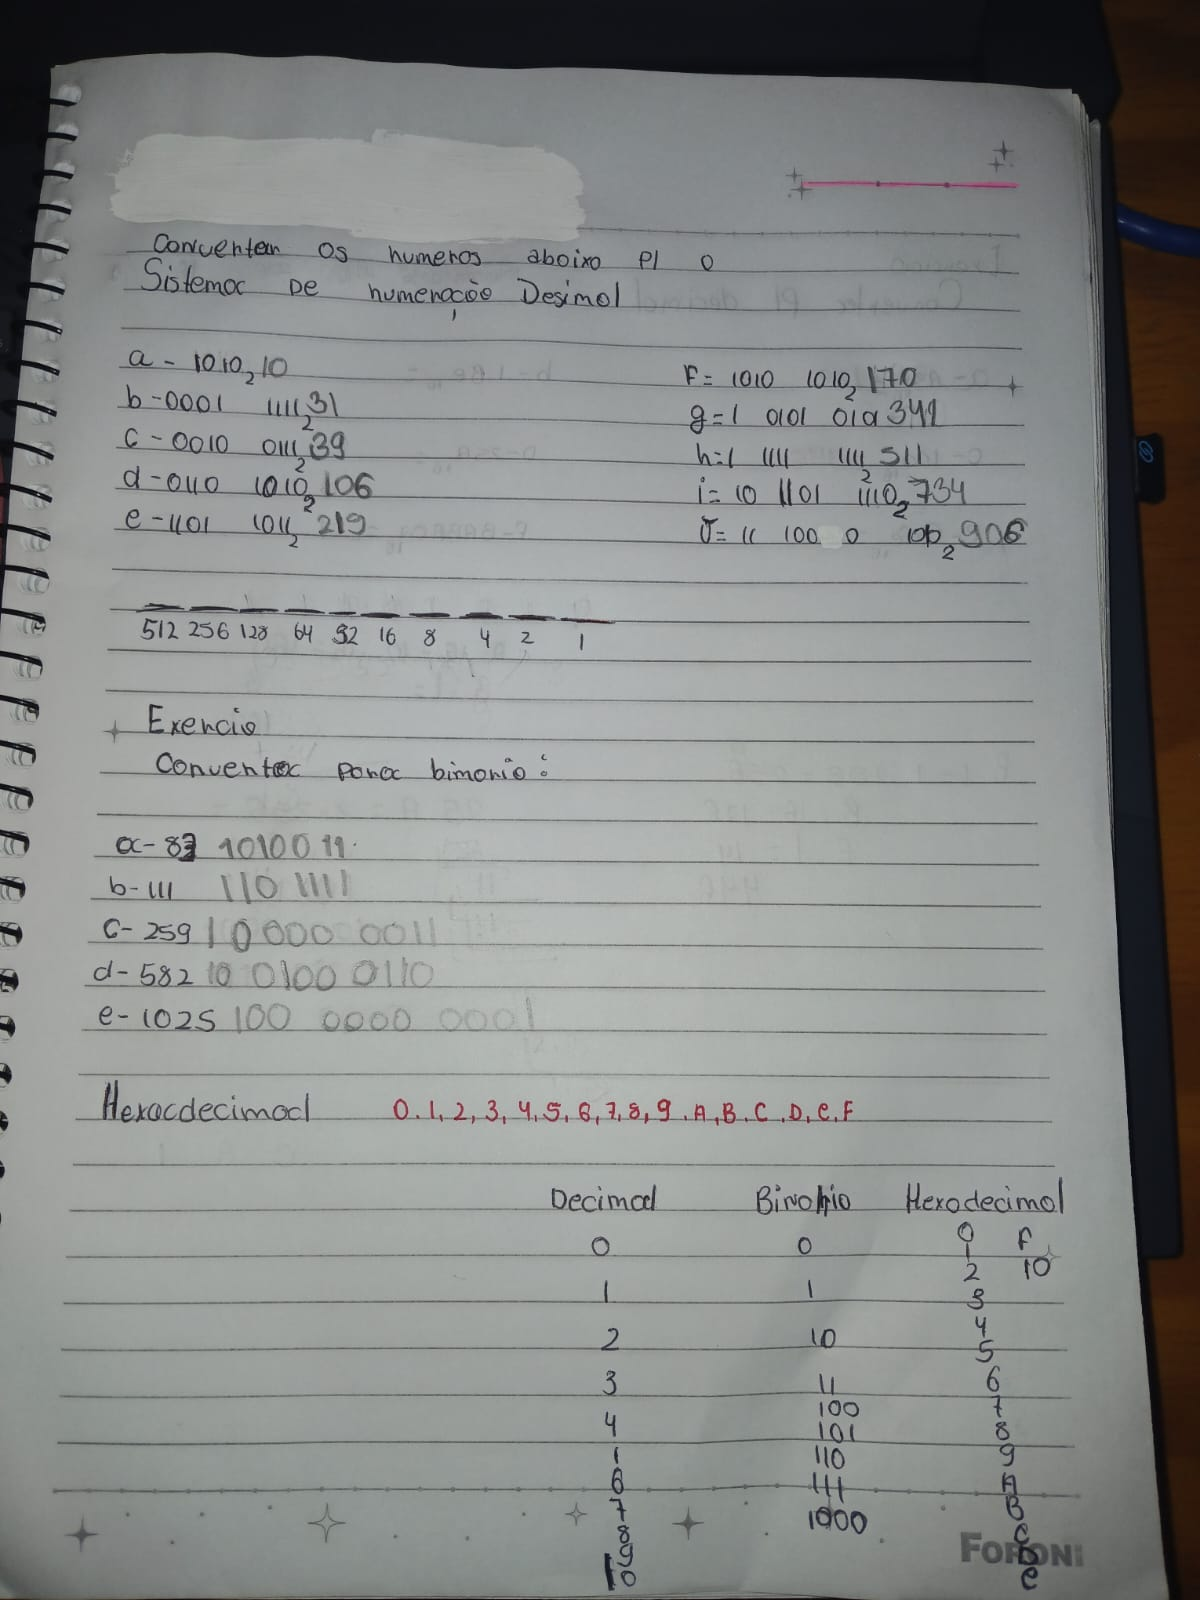 Converter os numeros abaixo p/ o
Sistema De numeração Desimal
a - 1010₂ 10
b - 0001 1111₂ 31
c - 0010 0111₂ 39
d - 0110 1010₂ 106
e - 1101 1011₂ 219
F = 1010 1010₂ 170
g = 1 0101 0101 341
h = 1 1111 1111₂ 511
i = 10 1101 1110₂ 734
J = 11 100 0 1010₂ 906
512 256 128 64 32 16 8 4 2 1
Exercio
Converter para binario:
a - 83 1010011
b - 111 110 1111
c - 259 1 0000 0011
d - 582 10 0100 0110
e - 1025 100 0000 0001
Hexadecimal 0.1, 2, 3, 4, 5, 6, 7, 8, 9 .A, B. C .D, e, F
Decimal Binario Hexadecimal
0 0 0 F
1 10
2
1 1 3
4
2 10 5
3 11 6
100 7
4 101 8
1 110 9
6 111 A
7 1000 B
8 C
9 D
10 e
FORONI